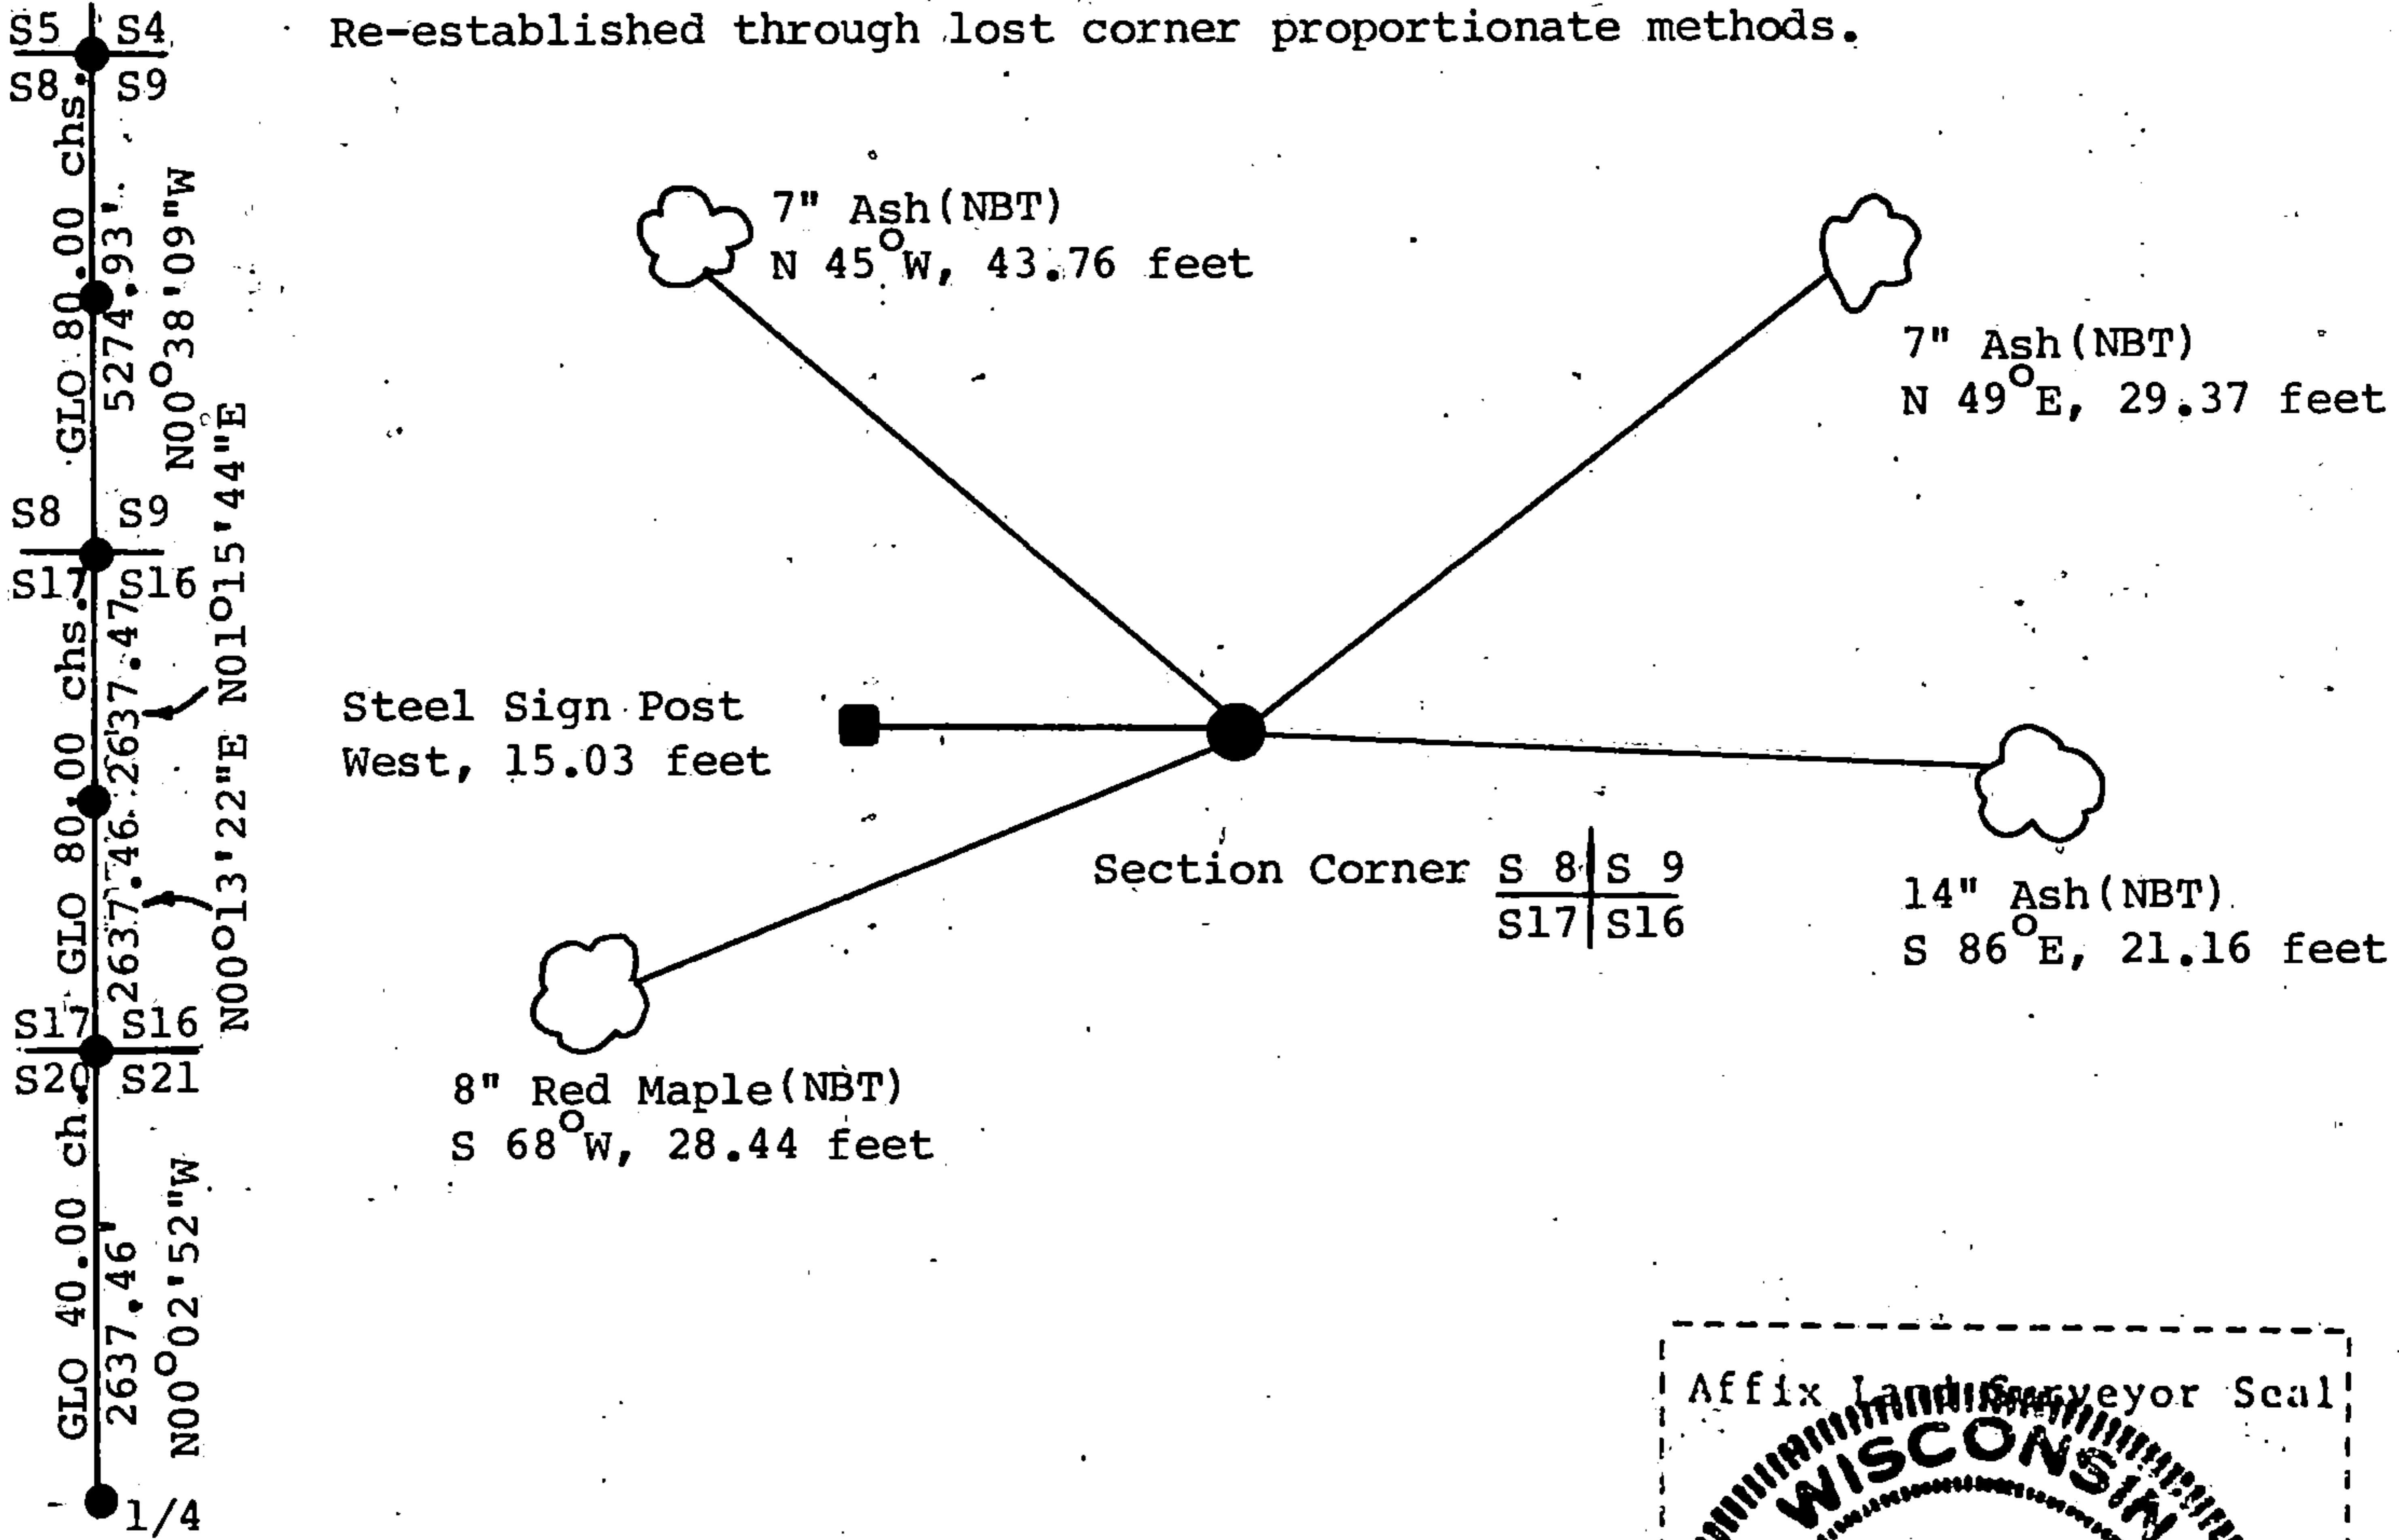 Re-established through lost corner proportionate methods.
S5 S4
S8 S9
GLO 80.00 chs.
5274.93'
N00°38'09"W
S8 S9
S17 S16
GLO 80.00 chs.
2637.47
N01°15'44"E
2637.46
N00°13'22"E
S17 S16
S20 S21
GLO 40.00 ch.
2637.46'
N00°02'52"W
1/4
7" Ash(NBT)
N 45°W, 43.76 feet
7" Ash(NBT)
N 49°E, 29.37 feet
Steel Sign Post
West, 15.03 feet
Section Corner S 8 S 9
S17 S16
14" Ash(NBT)
S 86°E, 21.16 feet
8" Red Maple(NBT)
S 68°W, 28.44 feet
Affix Land Surveyor Seal
WISCONSIN